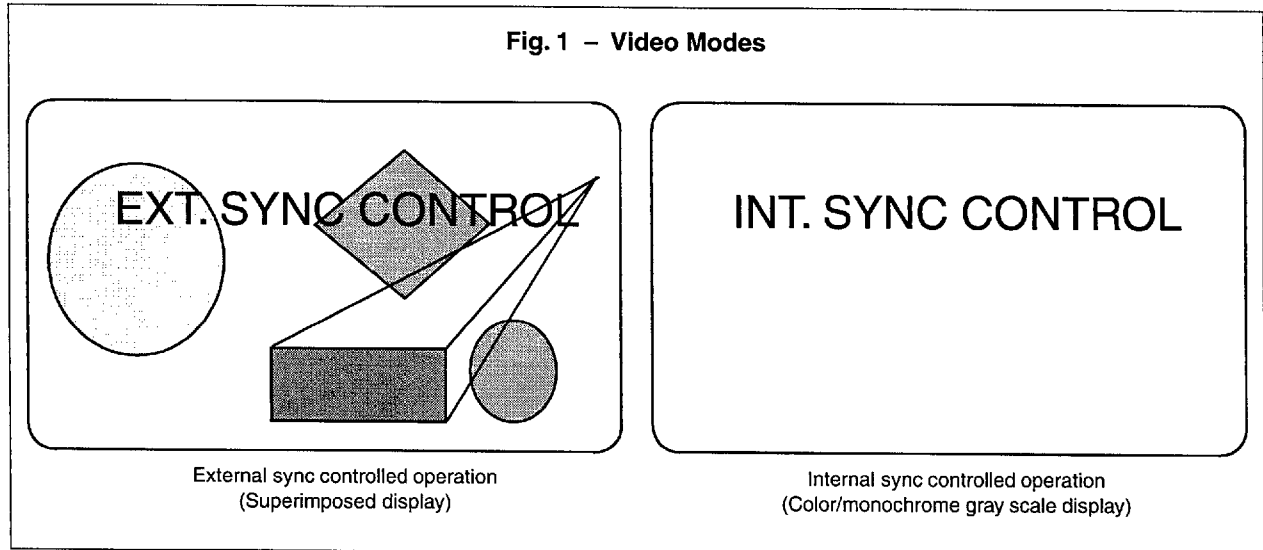 Fig. 1 – Video Modes
EXT. SYNC CONTROL
INT. SYNC CONTROL
External sync controlled operation
(Superimposed display)
Internal sync controlled operation
(Color/monochrome gray scale display)